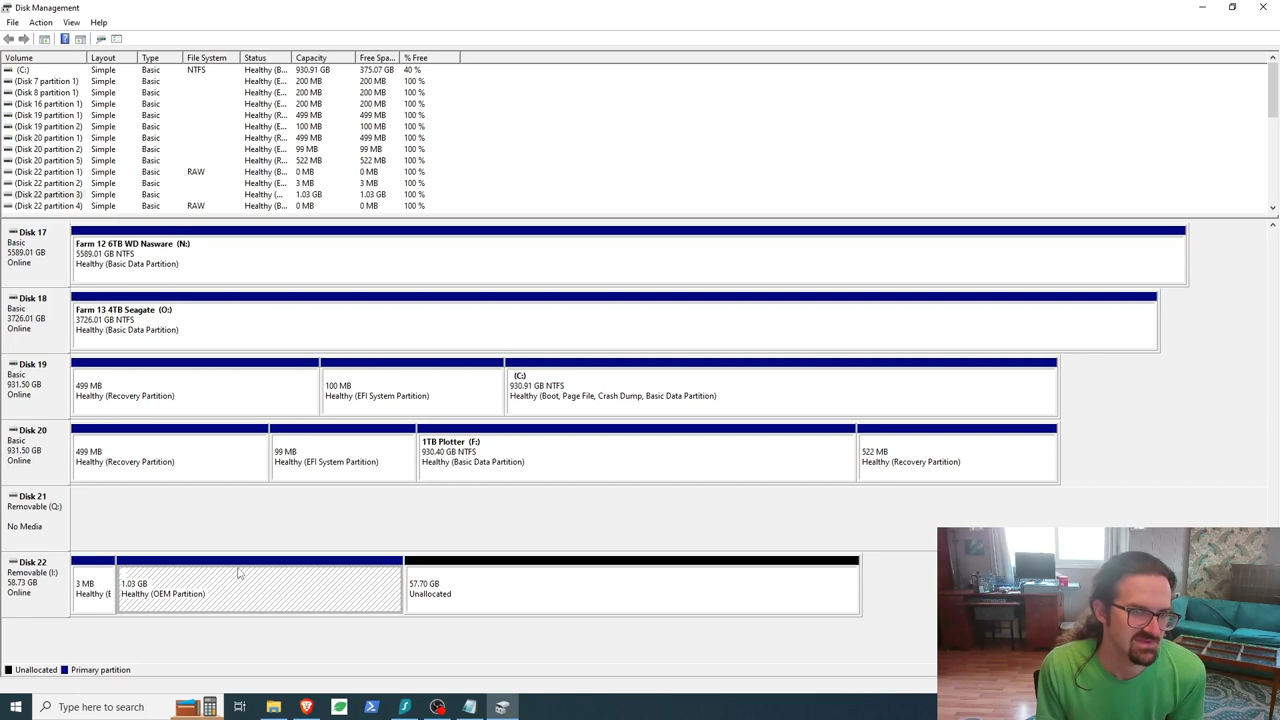 Disk Management
File Action View Help
Volume Layout Type File System Status Capacity Free Spa... % Free
(C:) Simple Basic NTFS Healthy (B... 930.91 GB 375.07 GB 40 %
(Disk 7 partition 1) Simple Basic Healthy (E... 200 MB 200 MB 100 %
(Disk 8 partition 1) Simple Basic Healthy (E... 200 MB 200 MB 100 %
(Disk 16 partition 1) Simple Basic Healthy (E... 200 MB 200 MB 100 %
(Disk 19 partition 1) Simple Basic Healthy (R... 499 MB 499 MB 100 %
(Disk 19 partition 2) Simple Basic Healthy (E... 100 MB 100 MB 100 %
(Disk 20 partition 1) Simple Basic Healthy (R... 499 MB 499 MB 100 %
(Disk 20 partition 2) Simple Basic Healthy (E... 99 MB 99 MB 100 %
(Disk 20 partition 5) Simple Basic Healthy (R... 522 MB 522 MB 100 %
(Disk 22 partition 1) Simple Basic RAW Healthy (B... 0 MB 0 MB 100 %
(Disk 22 partition 2) Simple Basic Healthy (E... 3 MB 3 MB 100 %
(Disk 22 partition 3) Simple Basic Healthy (... 1.03 GB 1.03 GB 100 %
(Disk 22 partition 4) Simple Basic RAW Healthy (B... 0 MB 0 MB 100 %
Disk 17
Basic
5589.01 GB
Online
Farm 12 6TB WD Nasware (N:)
5589.01 GB NTFS
Healthy (Basic Data Partition)
Disk 18
Basic
3726.01 GB
Online
Farm 13 4TB Seagate (O:)
3726.01 GB NTFS
Healthy (Basic Data Partition)
Disk 19
Basic
931.50 GB
Online
499 MB
Healthy (Recovery Partition)
100 MB
Healthy (EFI System Partition)
(C:)
930.91 GB NTFS
Healthy (Boot, Page File, Crash Dump, Basic Data Partition)
Disk 20
Basic
931.50 GB
Online
499 MB
Healthy (Recovery Partition)
99 MB
Healthy (EFI System Partition)
1TB Plotter (F:)
930.40 GB NTFS
Healthy (Basic Data Partition)
522 MB
Healthy (Recovery Partition)
Disk 21
Removable (Q:)
No Media
Disk 22
Removable (I:)
58.73 GB
Online
3 MB
Healthy (E
1.03 GB
Healthy (OEM Partition)
57.70 GB
Unallocated
Unallocated Primary partition
Type here to search